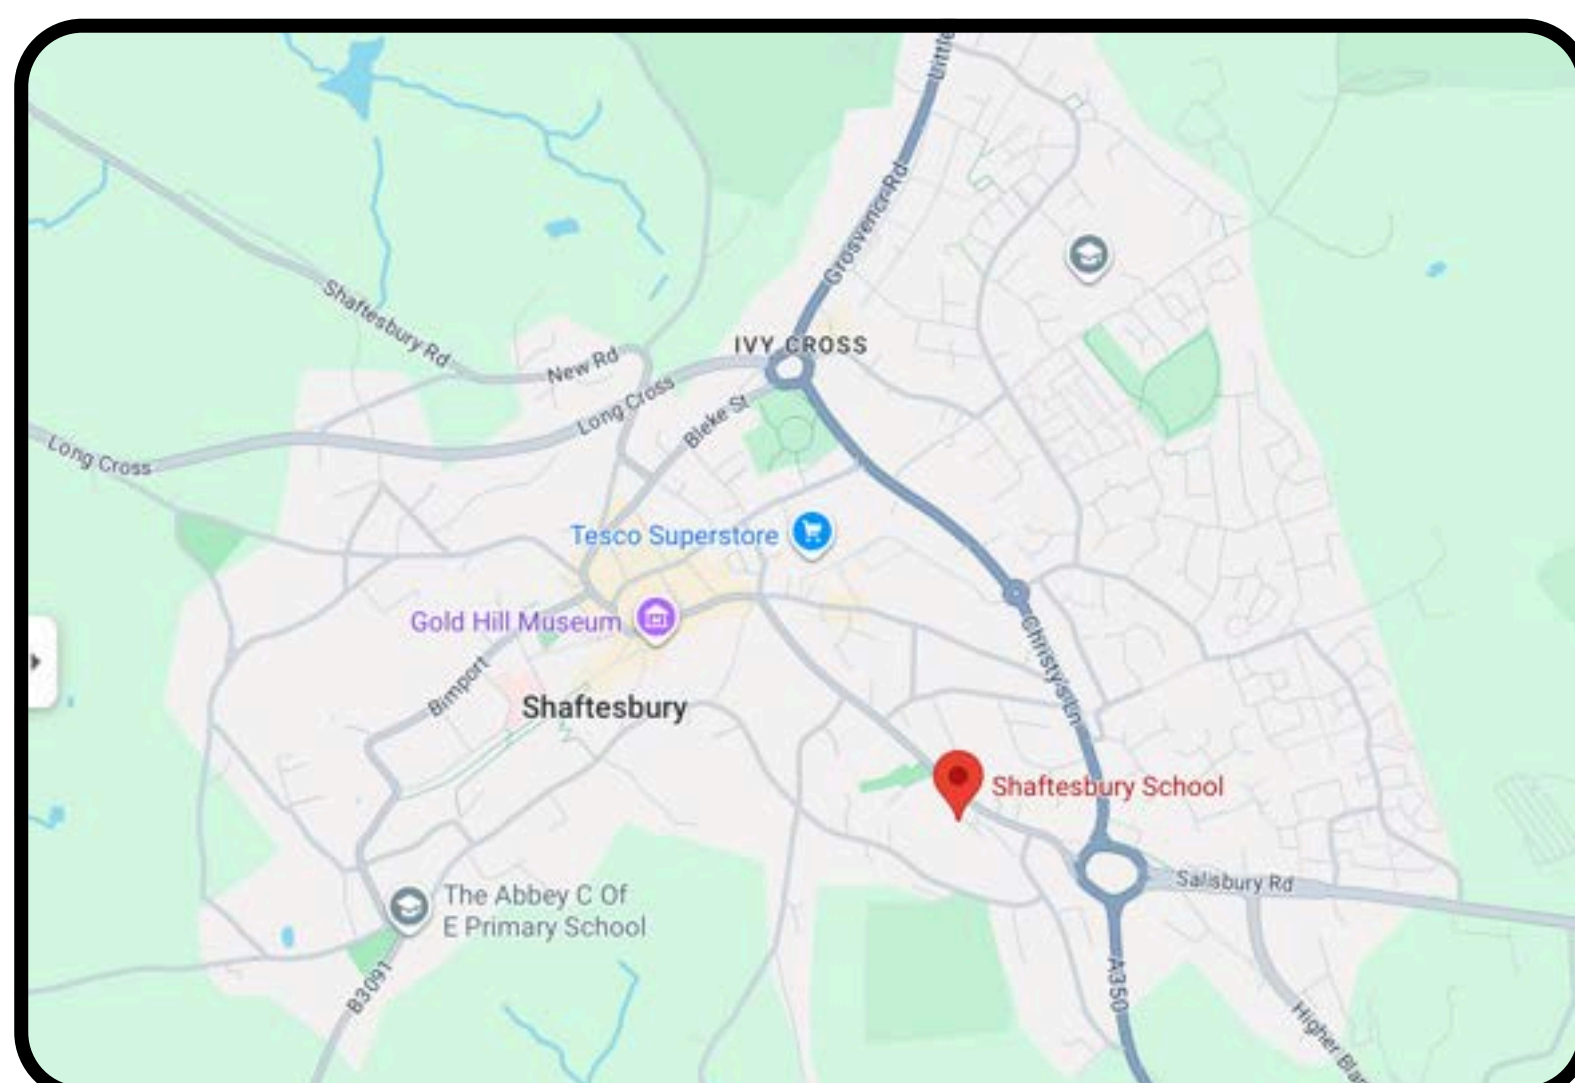 Little
Grosvenor Rd
IVY CROSS
Shaftesbury Rd
New Rd
Long Cross
Bleke St
Long Cross
Tesco Superstore
Gold Hill Museum
Christy's Ln
Bimport
Shaftesbury
Shaftesbury School
Salisbury Rd
The Abbey C Of
E Primary School
B3091
A350
Higher Blan